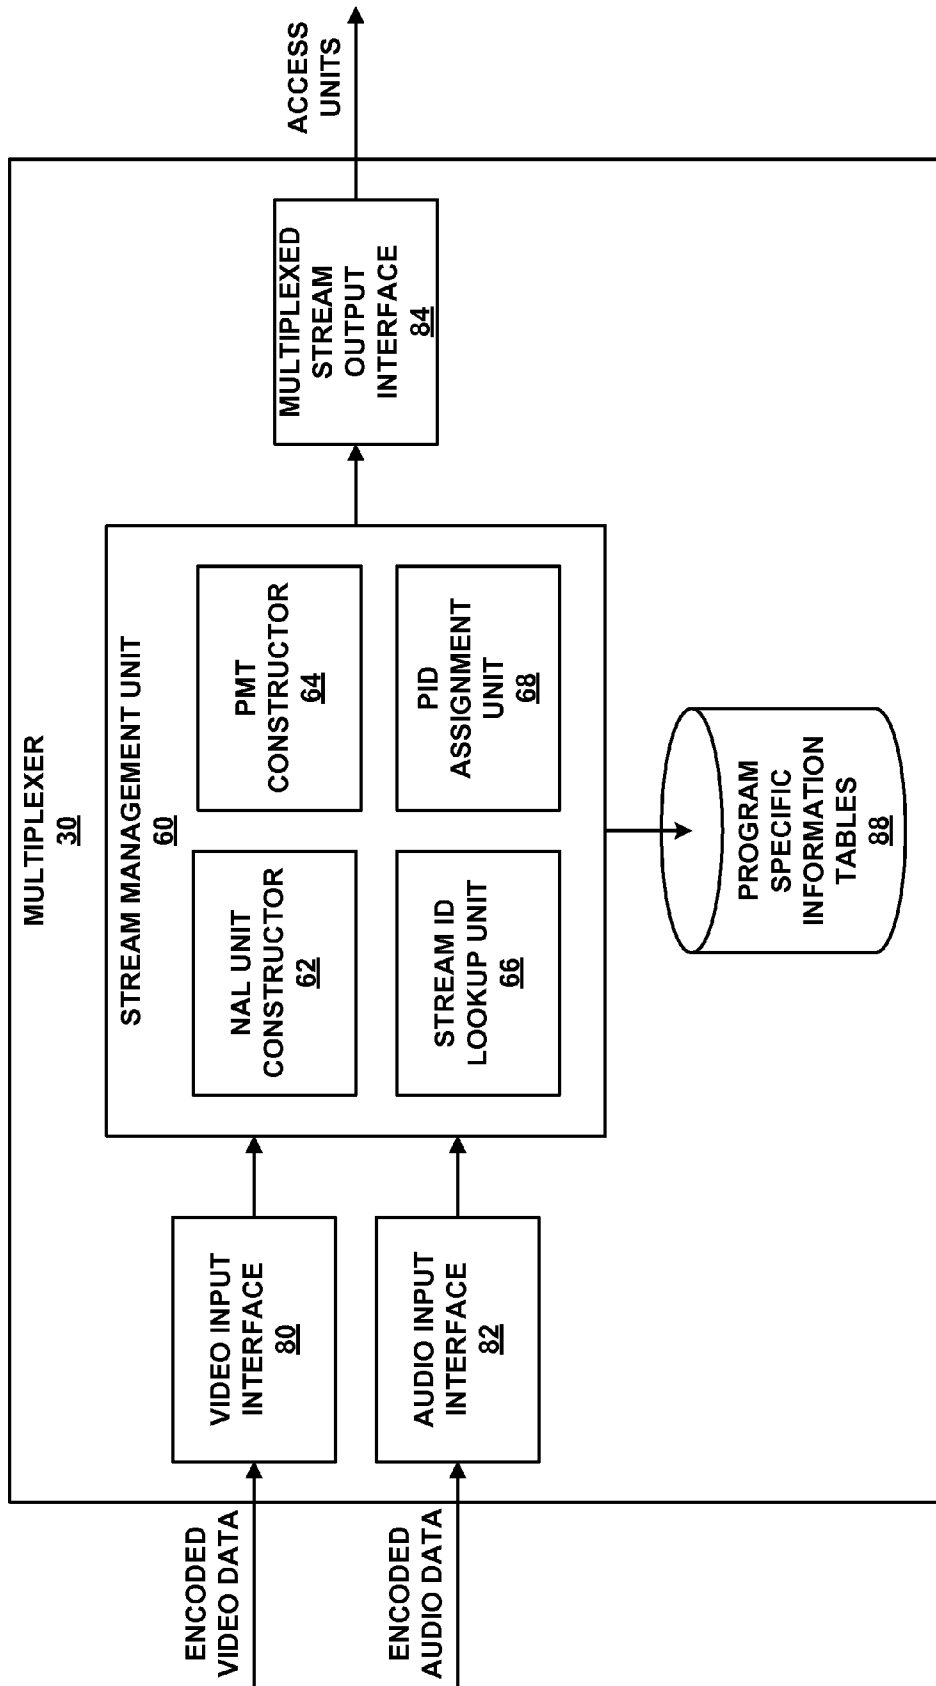 MULTIPLEXER
30
STREAM MANAGEMENT UNIT
60
ENCODED
VIDEO DATA
VIDEO INPUT
INTERFACE
80
NAL UNIT
CONSTRUCTOR
62
PMT
CONSTRUCTOR
64
MULTIPLEXED
STREAM
OUTPUT
INTERFACE
84
ACCESS
UNITS
ENCODED
AUDIO DATA
AUDIO INPUT
INTERFACE
82
STREAM ID
LOOKUP UNIT
66
PID
ASSIGNMENT
UNIT
68
PROGRAM
SPECIFIC
INFORMATION
TABLES
88